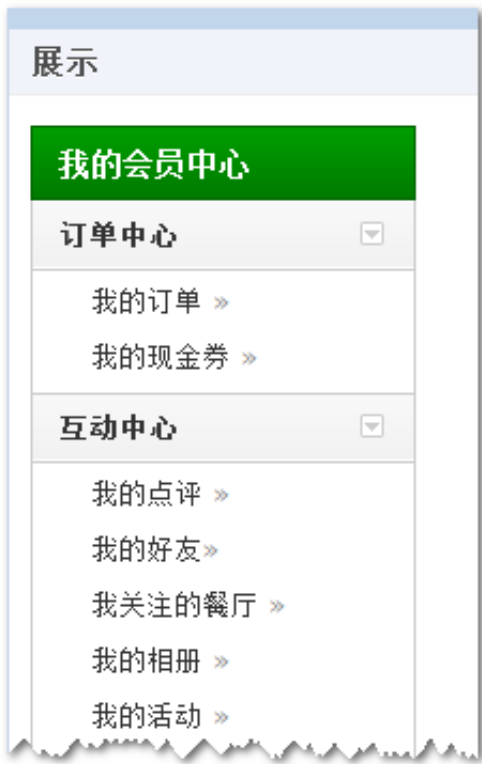 展示
我的会员中心
订单中心
我的订单 »
我的现金券 »
互动中心
我的点评 »
我的好友»
我关注的餐厅 »
我的相册 »
我的活动 »